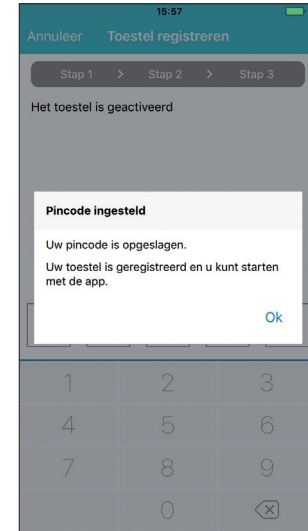 15:57
Annuleer Toestel registreren
Stap 1 > Stap 2 > Stap 3
Het toestel is geactiveerd
Pincode ingesteld
Uw pincode is opgeslagen.
Uw toestel is geregistreerd en u kunt starten
met de app.
Ok
1 2 3
4 5 6
7 8 9
0